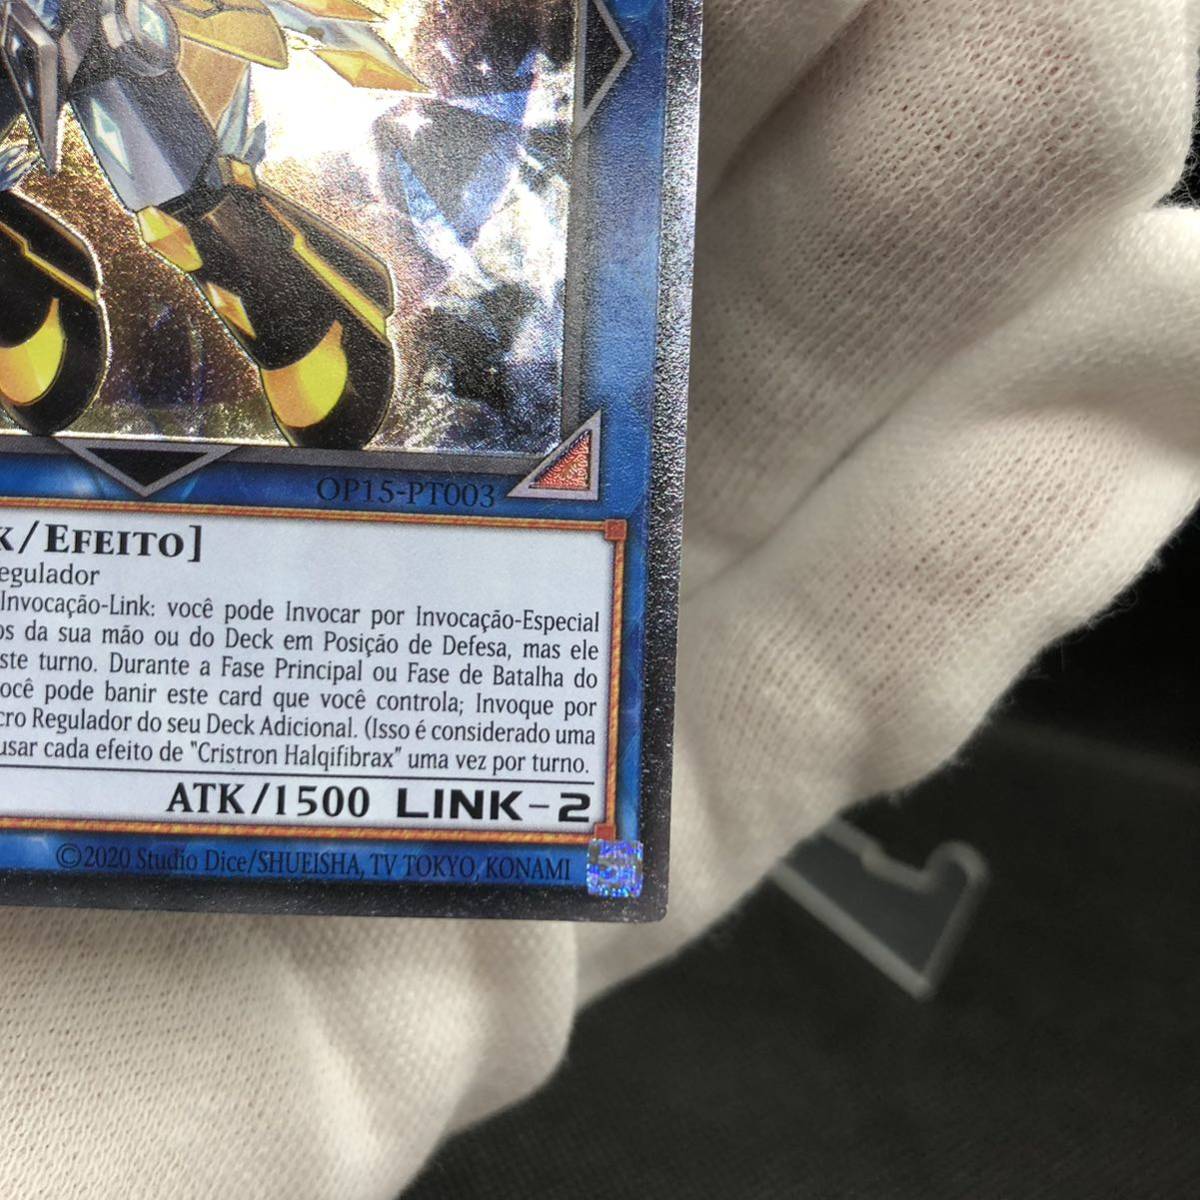 OP15-PT003
/EFEITO]
egulador
Invocação-Link: você pode Invocar por Invocação-Especial
os da sua mão ou do Deck em Posição de Defesa, mas ele
ste turno. Durante a Fase Principal ou Fase de Batalha do
ocê pode banir este card que você controla; Invoque por
cro Regulador do seu Deck Adicional. (Isso é considerado uma
usar cada efeito de "Cristron Halqifibrax" uma vez por turno.
ATK/1500 LINK-2
©2020 Studio Dice/SHUEISHA, TV TOKYO, KONAMI